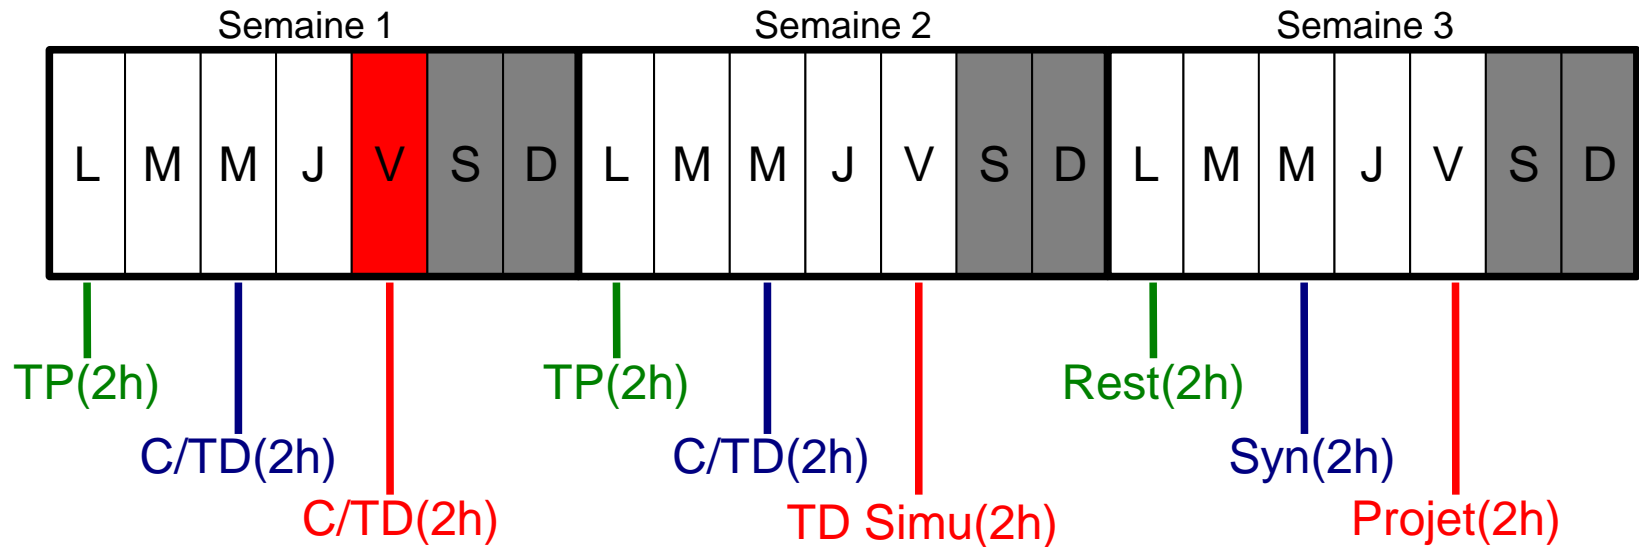 Semaine 1 Semaine 2 Semaine 3
L M M J V S D L M M J V S D L M M J V S D
TP(2h) TP(2h) Rest(2h)
C/TD(2h) C/TD(2h) Syn(2h)
C/TD(2h) TD Simu(2h) Projet(2h)